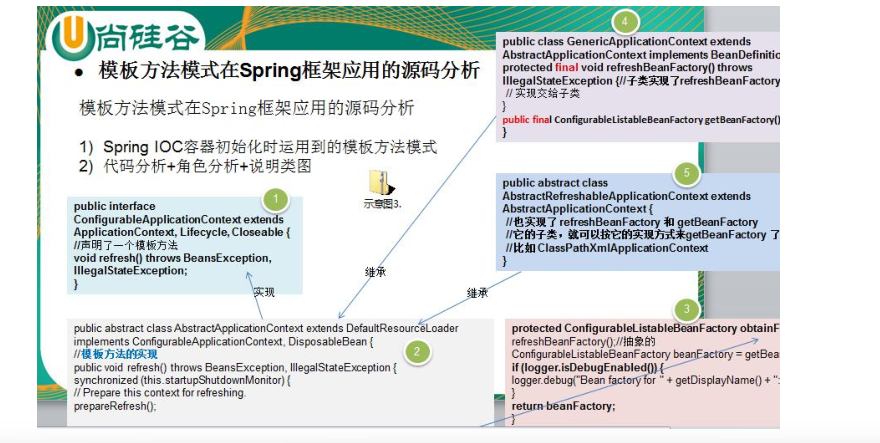 尚硅谷
• 模板方法模式在Spring框架应用的源码分析
模板方法模式在Spring框架应用的源码分析
1) Spring IOC容器初始化时运用到的模板方法模式
2) 代码分析+角色分析+说明类图
示意图3.
1
public interface
ConfigurableApplicationContext extends
ApplicationContext, Lifecycle, Closeable {
//声明了一个模板方法
void refresh() throws BeansException,
IllegalStateException;
}
实现
继承
继承
2
public abstract class AbstractApplicationContext extends DefaultResourceLoader
implements ConfigurableApplicationContext, DisposableBean {
//模板方法的实现
public void refresh() throws BeansException, IllegalStateException {
synchronized (this.startupShutdownMonitor) {
// Prepare this context for refreshing.
prepareRefresh();
4
public class GenericApplicationContext extends
AbstractApplicationContext implements BeanDefinitio
protected final void refreshBeanFactory() throws
IllegalStateException {//子类实现了refreshBeanFactory
// 实现交给子类
}
public final ConfigurableListableBeanFactory getBeanFactory()
}
5
public abstract class
AbstractRefreshableApplicationContext extends
AbstractApplicationContext {
//也实现了 refreshBeanFactory 和 getBeanFactory
//它的子类，就可以按它的实现方式来getBeanFactory 了
//比如 ClassPathXmlApplicationContext
}
3
protected ConfigurableListableBeanFactory obtainF
refreshBeanFactory();//抽象的
ConfigurableListableBeanFactory beanFactory = getBea
if (logger.isDebugEnabled()) {
logger.debug("Bean factory for " + getDisplayName() + ":
}
return beanFactory;
}